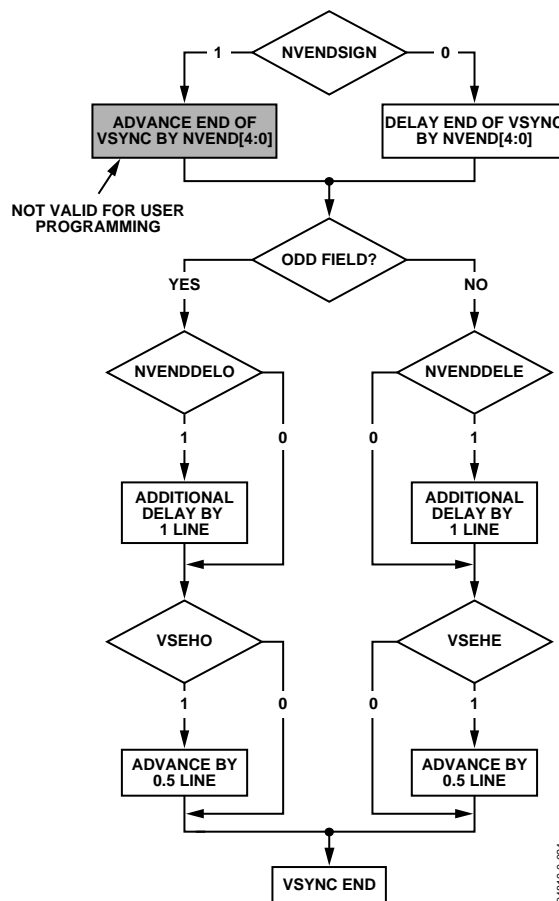 NVENDSIGN
1
0
ADVANCE END OF
VSYNC BY NVEND[4:0]
DELAY END OF VSYNC
BY NVEND[4:0]
NOT VALID FOR USER
PROGRAMMING
ODD FIELD?
YES
NO
NVENDDELO
NVENDDELE
1
0
0
1
ADDITIONAL
DELAY BY
1 LINE
ADDITIONAL
DELAY BY
1 LINE
VSEHO
VSEHE
1
0
0
1
ADVANCE BY
0.5 LINE
ADVANCE BY
0.5 LINE
VSYNC END